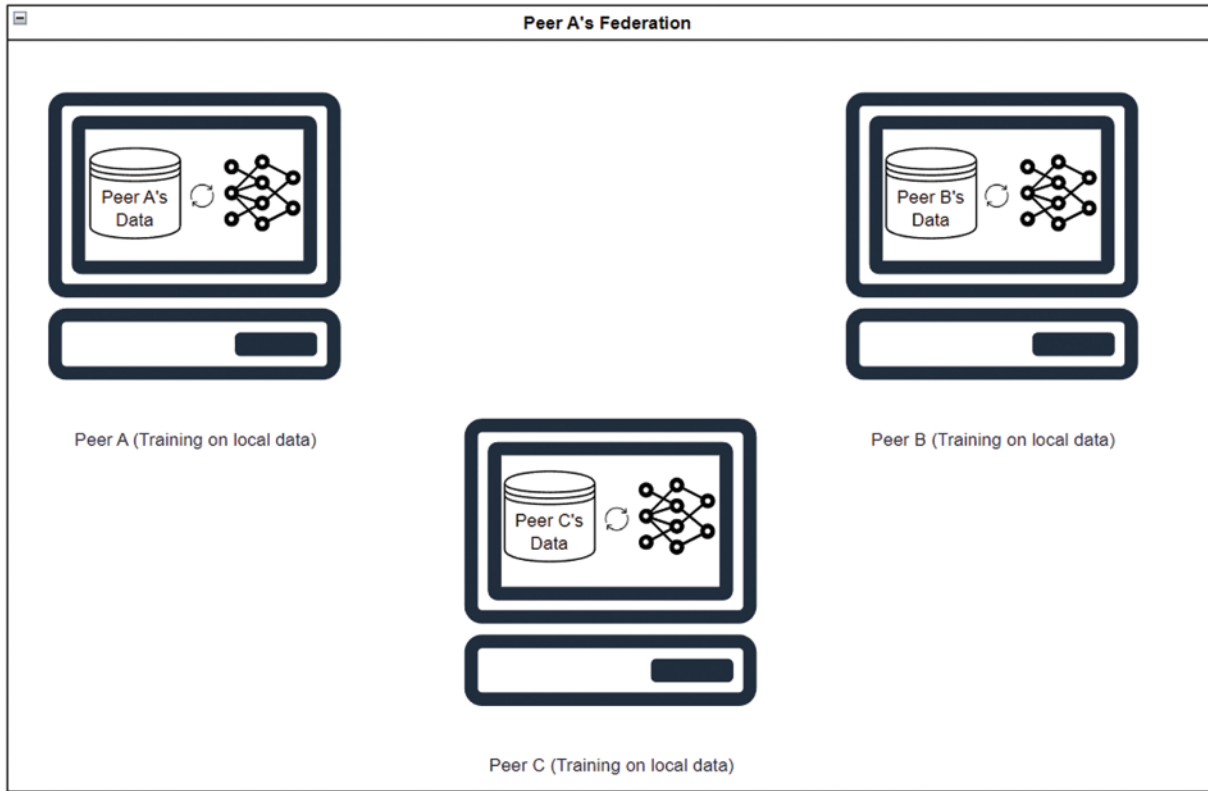 Peer A's Federation
Peer A's
Data
Peer B's
Data
Peer A (Training on local data)
Peer B (Training on local data)
Peer C's
Data
Peer C (Training on local data)